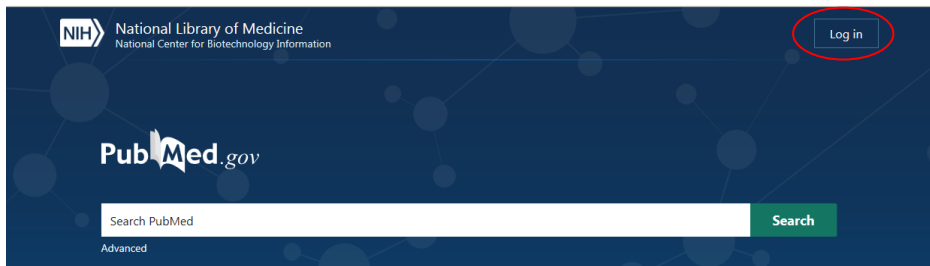 NIH
National Library of Medicine
National Center for Biotechnology Information
Log in
PubMed.gov
Search PubMed
Search
Advanced